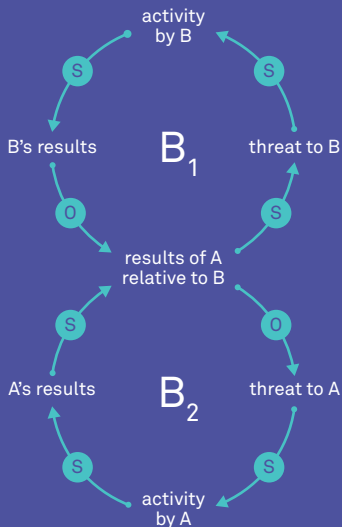 activity
by B
S
S
B's results
B1
threat to B
O
S
results of A
relative to B
S
O
A's results
B2
threat to A
S
S
activity
by A